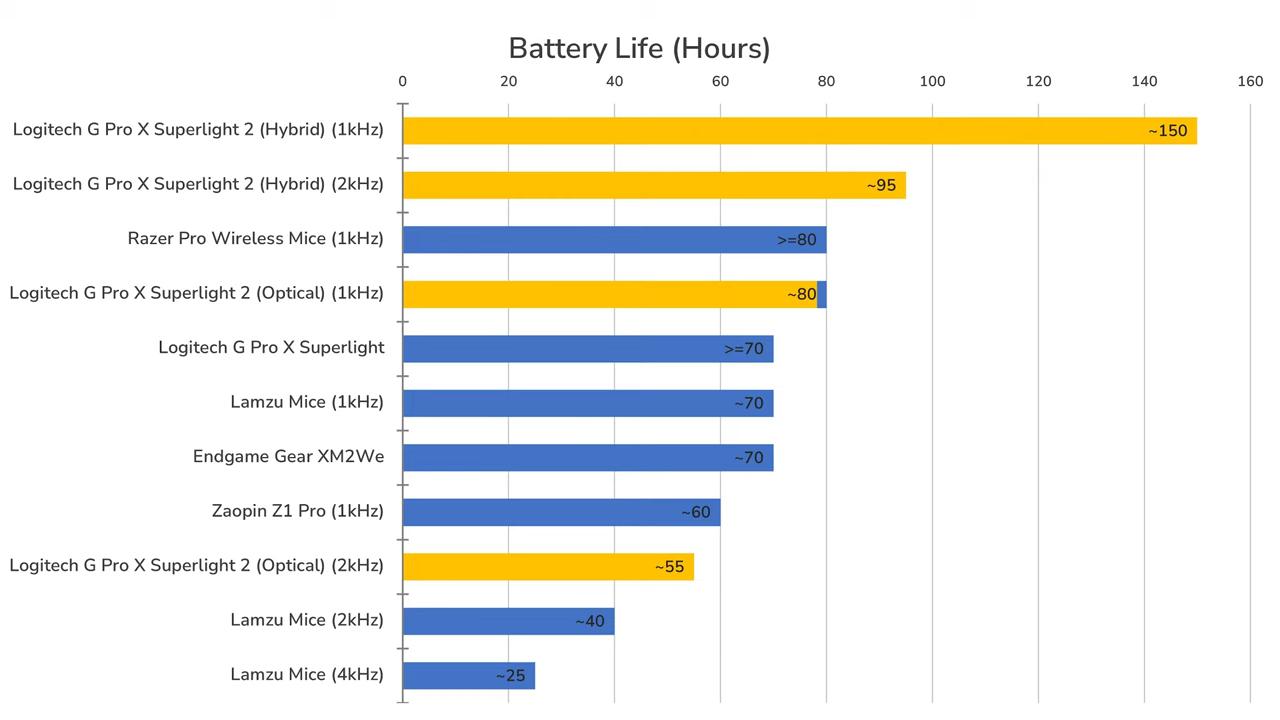 Battery Life (Hours)
0 20 40 60 80 100 120 140 160
Logitech G Pro X Superlight 2 (Hybrid) (1kHz) ~150
Logitech G Pro X Superlight 2 (Hybrid) (2kHz) ~95
Razer Pro Wireless Mice (1kHz) >=80
Logitech G Pro X Superlight 2 (Optical) (1kHz) ~80
Logitech G Pro X Superlight >=70
Lamzu Mice (1kHz) ~70
Endgame Gear XM2We ~70
Zaopin Z1 Pro (1kHz) ~60
Logitech G Pro X Superlight 2 (Optical) (2kHz) ~55
Lamzu Mice (2kHz) ~40
Lamzu Mice (4kHz) ~25